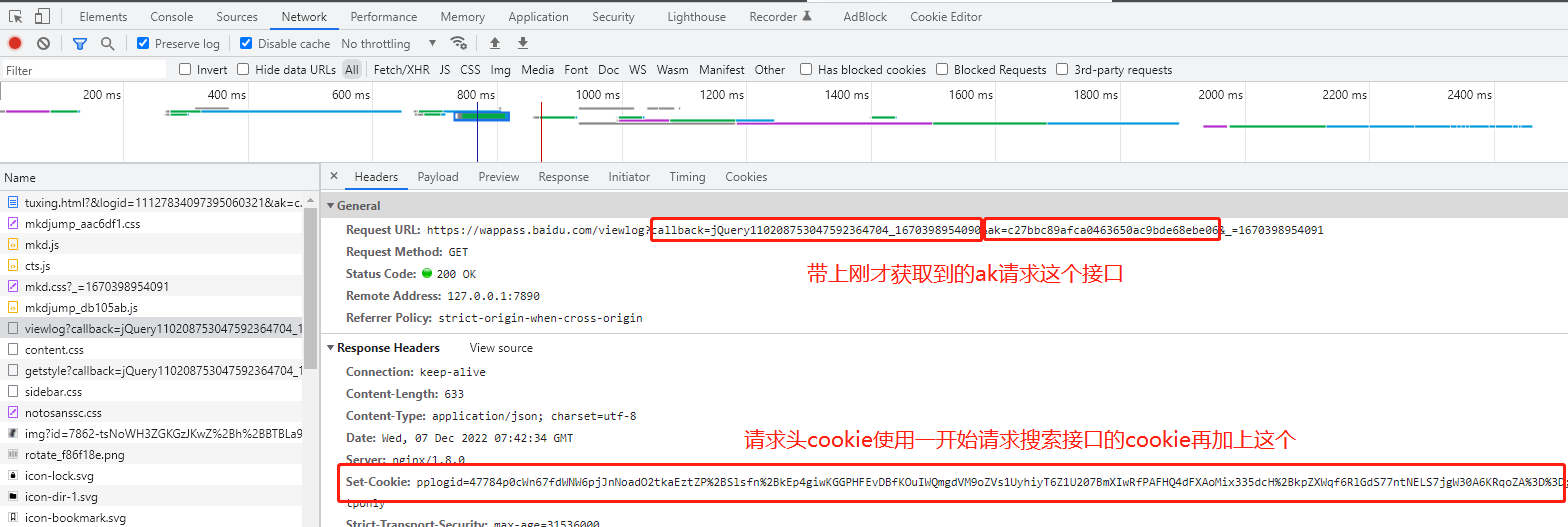 Elements Console Sources Network Performance Memory Application Security Lighthouse Recorder AdBlock Cookie Editor
Preserve log Disable cache No throttling
Filter Invert Hide data URLs All Fetch/XHR JS CSS Img Media Font Doc WS Wasm Manifest Other Has blocked cookies Blocked Requests 3rd-party requests
200 ms 400 ms 600 ms 800 ms 1000 ms 1200 ms 1400 ms 1600 ms 1800 ms 2000 ms 2200 ms 2400 ms
Name
tuxing.html?&logid=11127834097395060321&ak=c.
mkdjump_aac6df1.css
mkd.js
cts.js
mkd.css?_=1670398954091
mkdjump_db105ab.js
viewlog?callback=jQuery110208753047592364704_1
content.css
getstyle?callback=jQuery110208753047592364704_1
sidebar.css
notosanssc.css
img?id=7862-tsNoWH3ZGKGzJKwZ%2Bh%2BBTBLa9
rotate_f86f18e.png
icon-lock.svg
icon-dir-1.svg
icon-bookmark.svg
× Headers Payload Preview Response Initiator Timing Cookies
General
Request URL: https://wappass.baidu.com/viewlog?callback=jQuery110208753047592364704_1670398954090&ak=c27bbc89afca0463650ac9bde68ebe06&_=1670398954091
Request Method: GET
带上刚才获取到的ak请求这个接口
Status Code: 200 OK
Remote Address: 127.0.0.1:7890
Referrer Policy: strict-origin-when-cross-origin
Response Headers View source
Connection: keep-alive
Content-Length: 633
Content-Type: application/json; charset=utf-8
Date: Wed, 07 Dec 2022 07:42:34 GMT
请求头cookie使用一开始请求搜索接口的cookie再加上这个
Server: nginx/1.8.0
Set-Cookie: pplogid=47784p0cWn67fdWNW6pjJnNoadO2tkaEztZP%2BSlsfn%2BkEp4giwKGGPHFEvDBfKOuIWQmgdVM9oZVs1UyhiyT6Z1U207BmXIwRfPAFHQ4dFXAoMix335dcH%2BkpZXWqf6RlGdS77ntNELS7jgW30A6KRqoZA%3D%3D;
tponly
Strict-Transport-Security: max-age=31536000